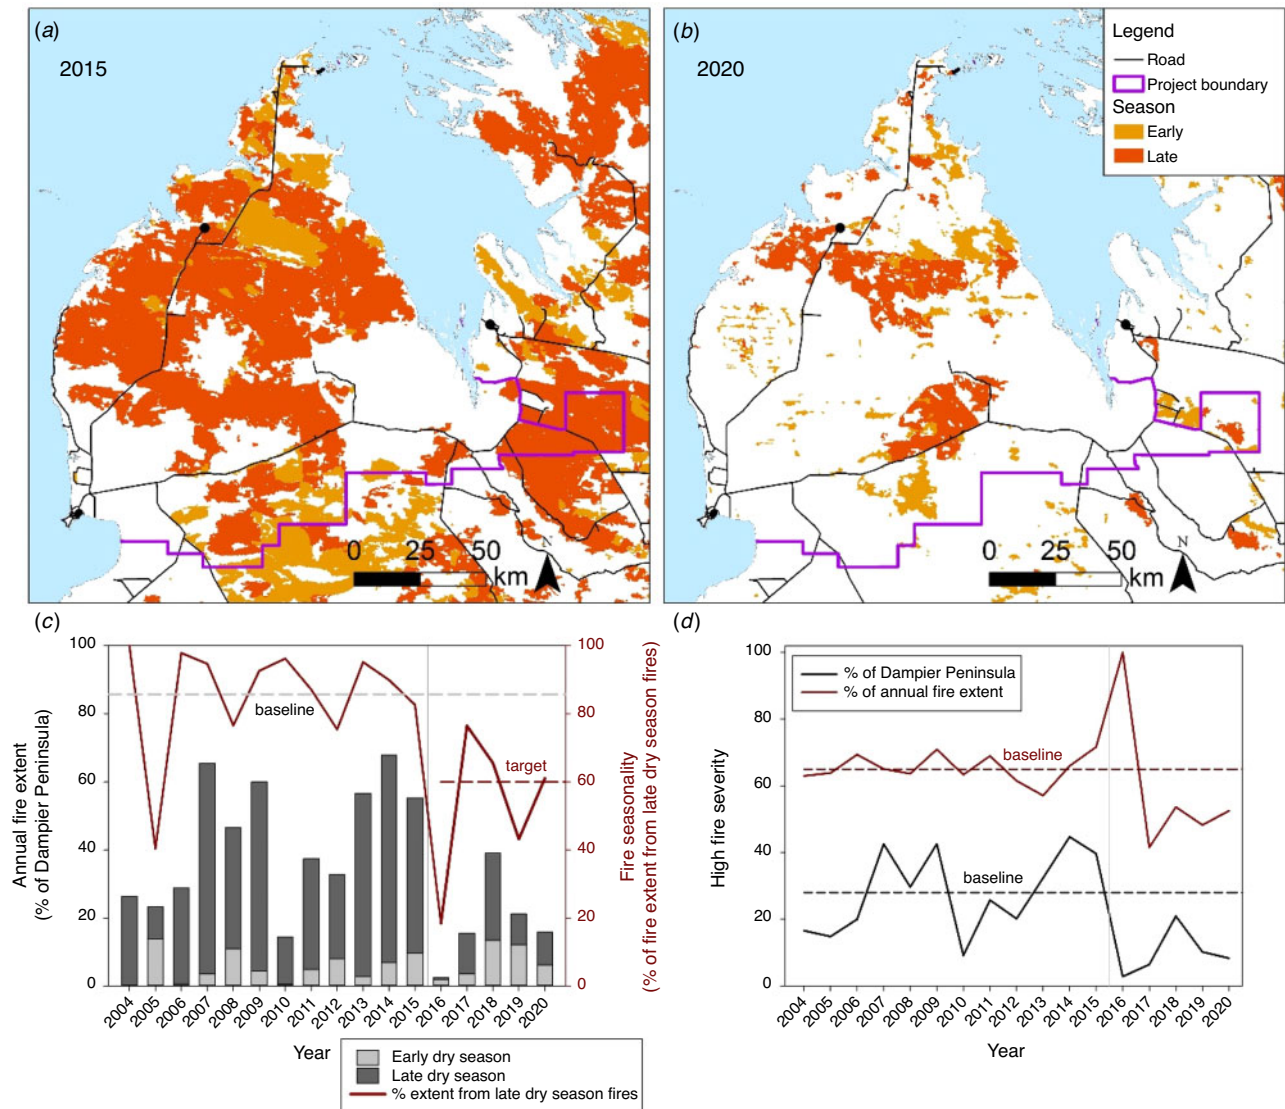 (a)
2015
0 25 50
km
N
(b)
2020
Legend
Road
Project boundary
Season
Early
Late
0 25 50
km
N
(c)
Annual fire extent
(% of Dampier Peninsula)
100
80
60
40
20
0
baseline
target
100
80
60
40
20
0
Fire seasonality
(% of fire extent from late dry season fires)
2004 2005 2006 2007 2008 2009 2010 2011 2012 2013 2014 2015 2016 2017 2018 2019 2020
Year
Early dry season
Late dry season
% extent from late dry season fires
(d)
High fire severity
100
80
60
40
20
0
% of Dampier Peninsula
% of annual fire extent
baseline
baseline
2004 2005 2006 2007 2008 2009 2010 2011 2012 2013 2014 2015 2016 2017 2018 2019 2020
Year